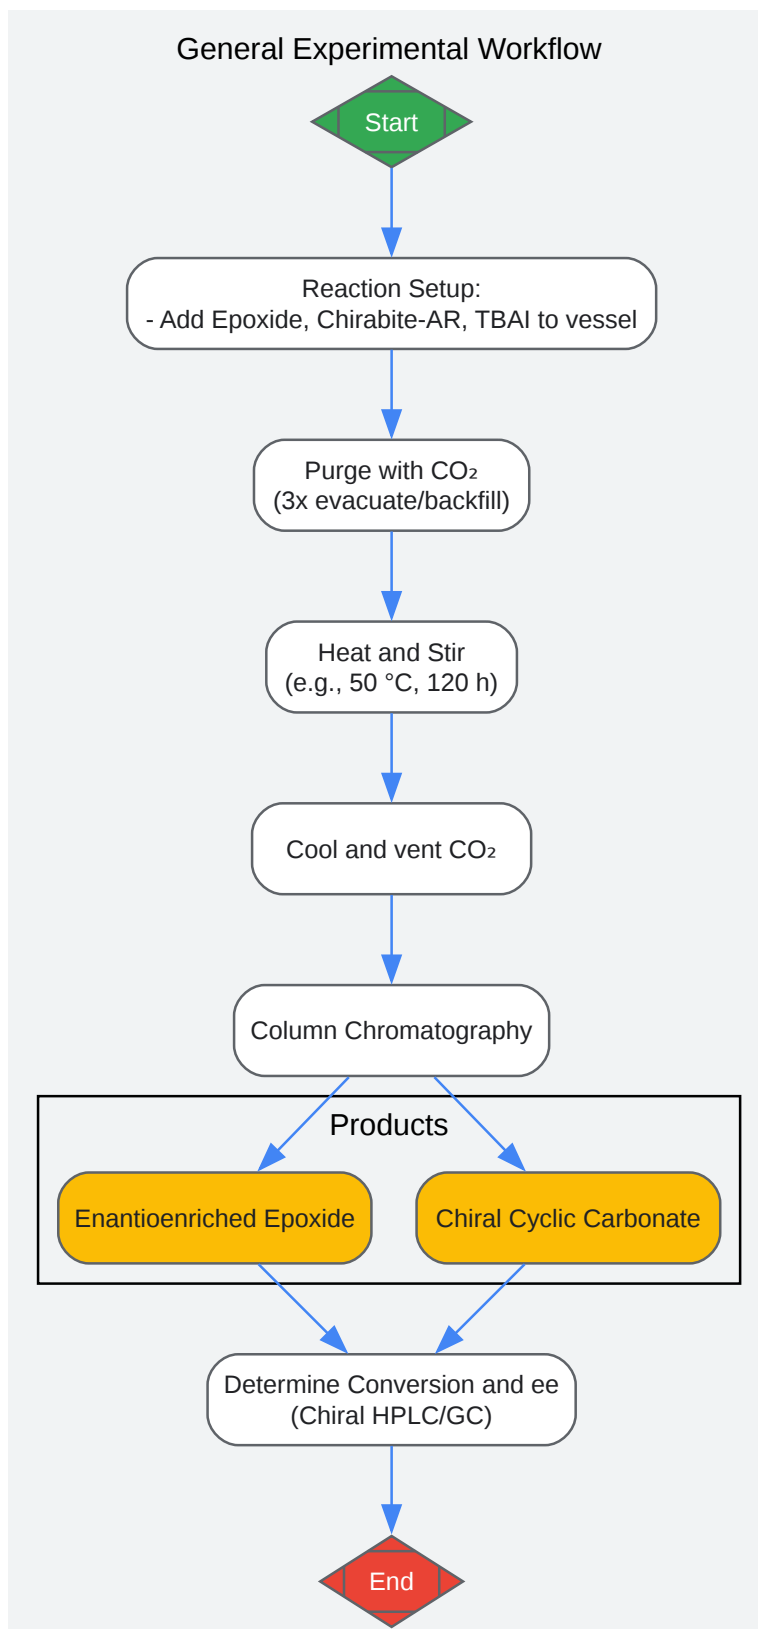 General Experimental Workflow
Start
Reaction Setup:
- Add Epoxide, Chirabite-AR, TBAI to vessel
Purge with CO₂
(3x evacuate/backfill)
Heat and Stir
(e.g., 50 °C, 120 h)
Cool and vent CO₂
Column Chromatography
Products
Enantioenriched Epoxide
Chiral Cyclic Carbonate
Determine Conversion and ee
(Chiral HPLC/GC)
End